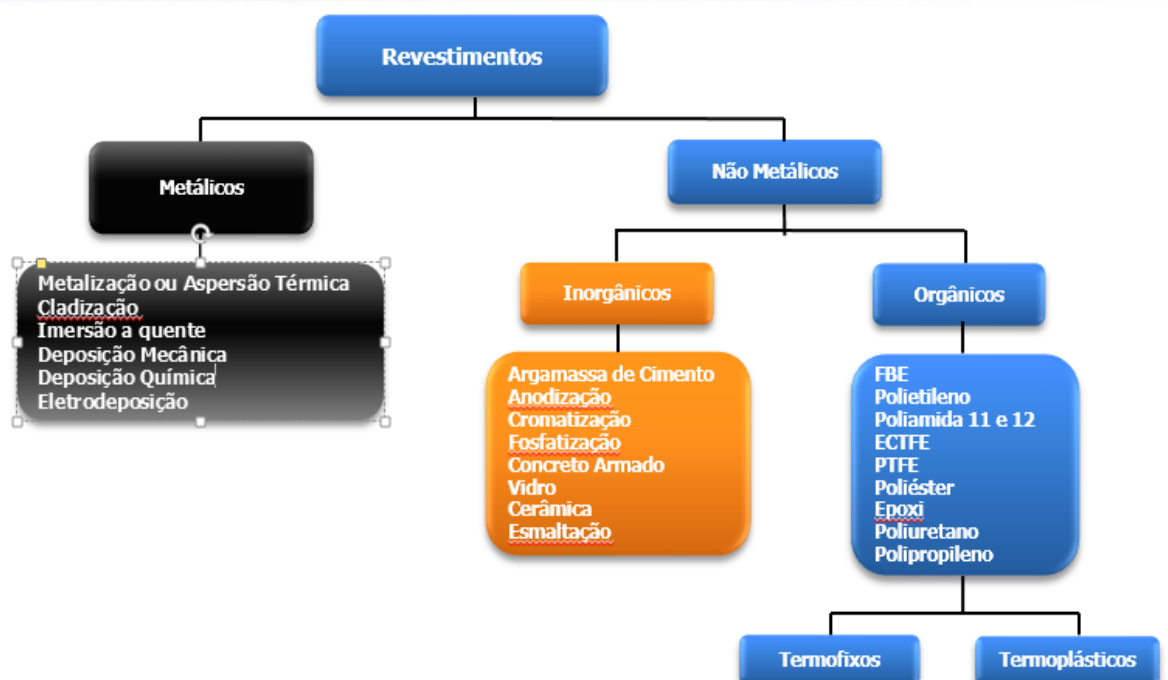 Revestimentos
Metálicos
Não Metálicos
Metalização ou Aspersão Térmica
Cladização
Imersão a quente
Deposição Mecânica
Deposição Química
Eletrodeposição
Inorgânicos
Orgânicos
Argamassa de Cimento
Anodização
Cromatização
Fosfatização
Concreto Armado
Vidro
Cerâmica
Esmaltação
FBE
Polietileno
Poliamida 11 e 12
ECTFE
PTFE
Poliéster
Epoxi
Poliuretano
Polipropileno
Termofixos
Termoplásticos